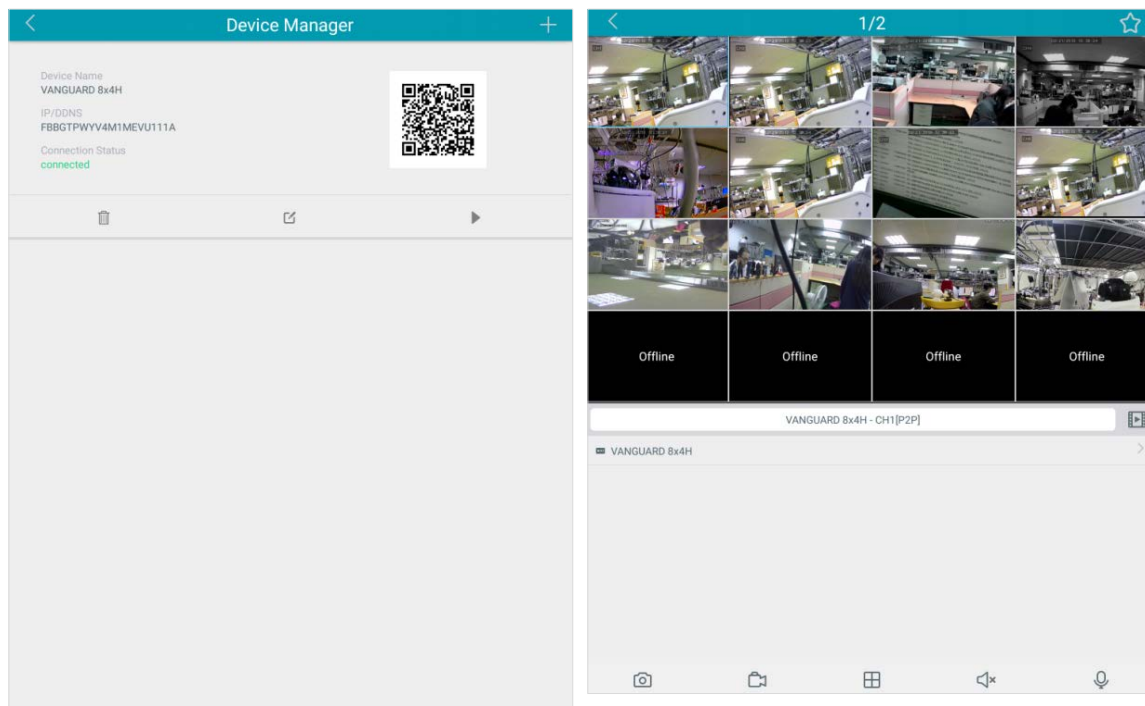 Device Manager
Device Name
VANGUARD 8x4H
IP/DDNS
FBBGTPWYV4M1MEVU111A
Connection Status
connected
1/2
Offline
Offline
Offline
Offline
VANGUARD 8x4H - CH1[P2P]
VANGUARD 8x4H